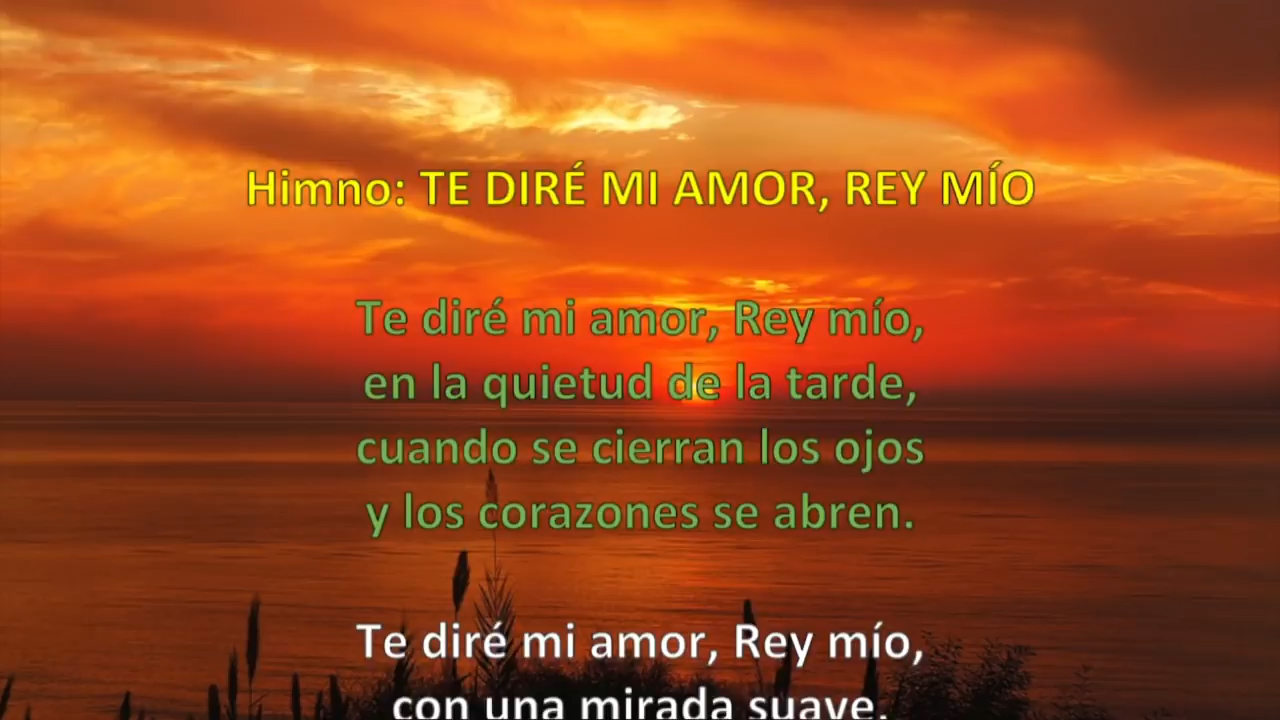 Himno: TE DIRÉ MI AMOR, REY MÍO
Te diré mi amor, Rey mío,
en la quietud de la tarde,
cuando se cierran los ojos
y los corazones se abren.
Te diré mi amor, Rey mío,
con una mirada suave,